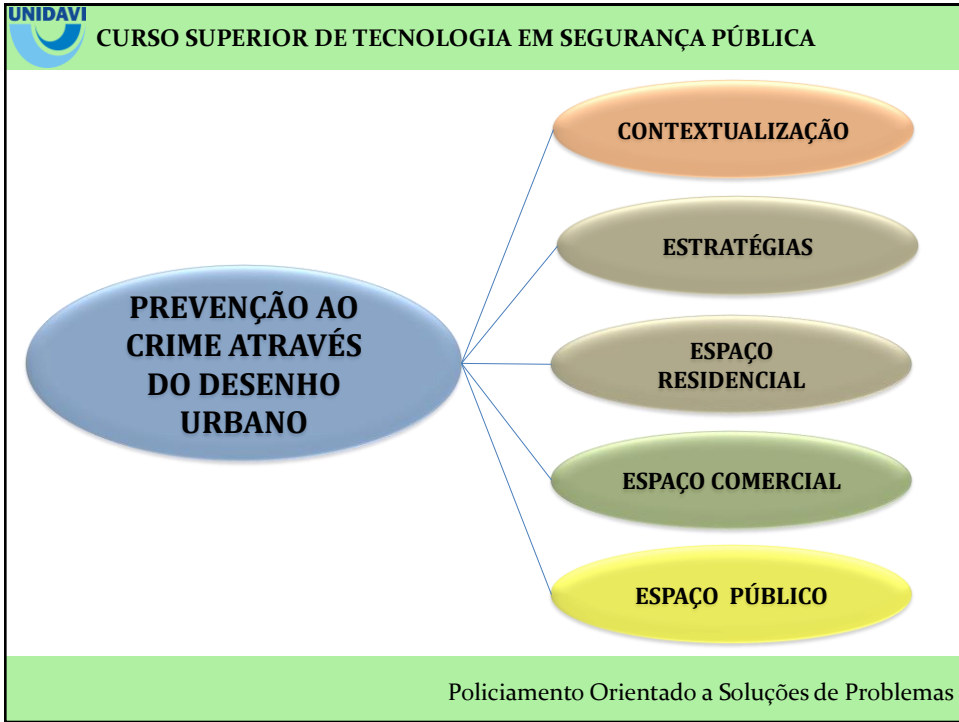 UNIDAVI
CURSO SUPERIOR DE TECNOLOGIA EM SEGURANÇA PÚBLICA
PREVENÇÃO AO
CRIME ATRAVÉS
DO DESENHO
URBANO
CONTEXTUALIZAÇÃO
ESTRATÉGIAS
ESPAÇO
RESIDENCIAL
ESPAÇO COMERCIAL
ESPAÇO PÚBLICO
Policiamento Orientado a Soluções de Problemas